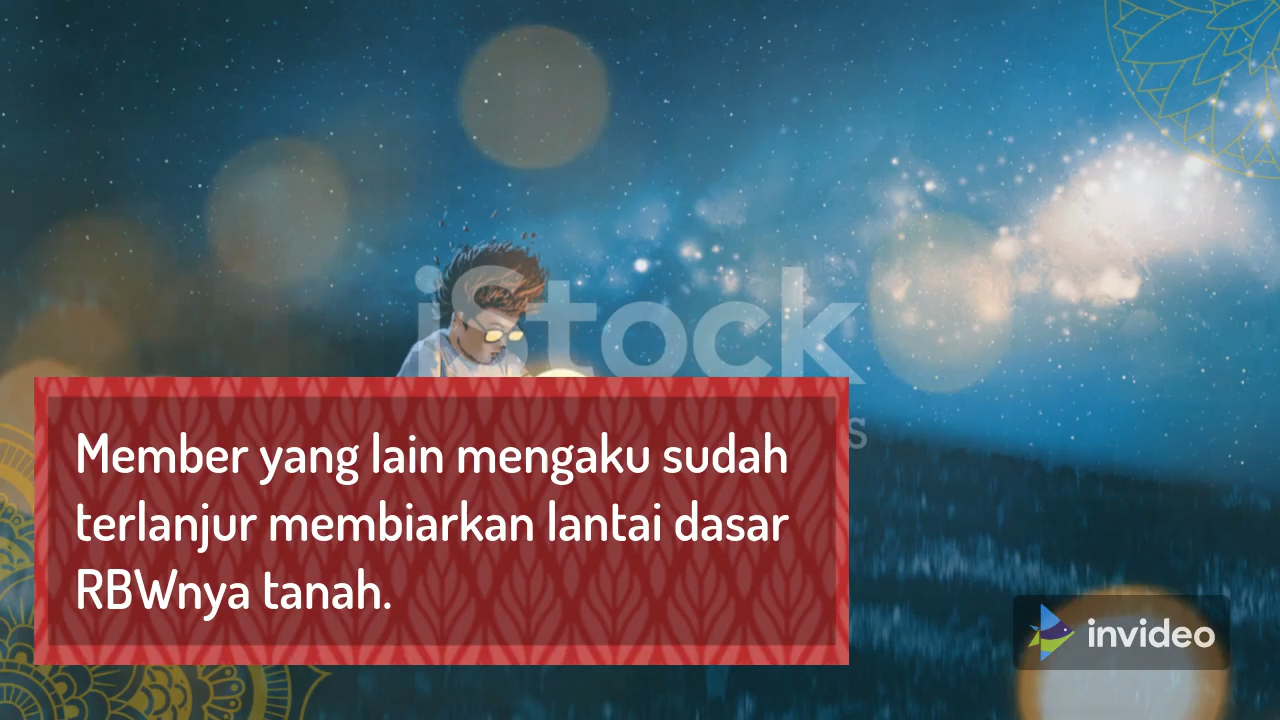 iStock
s
Member yang lain mengaku sudah
terlanjur membiarkan lantai dasar
RBWnya tanah.
invideo